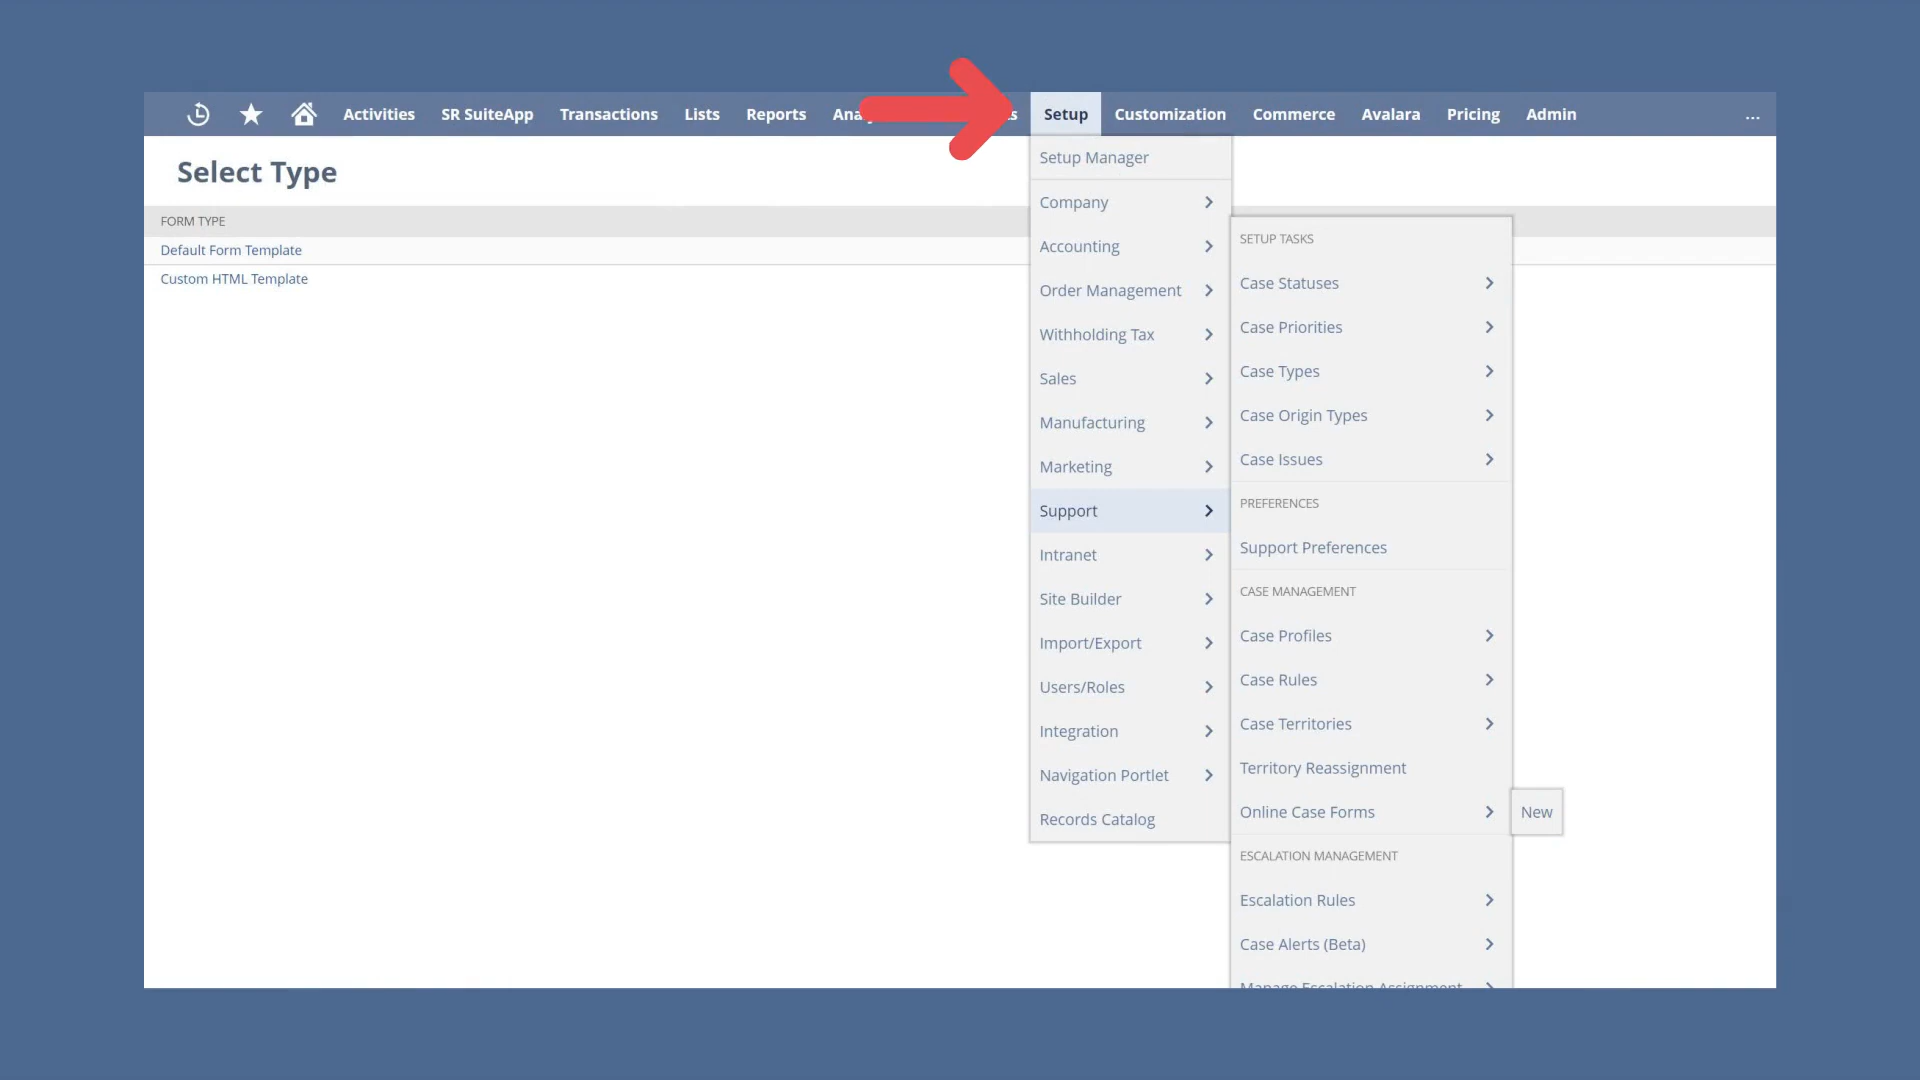 Activities SR SuiteApp Transactions Lists Reports Setup Customization Commerce Avalara Pricing Admin ...
Select Type
FORM TYPE
Default Form Template
Custom HTML Template
Setup Manager
Company
Accounting
Order Management
Withholding Tax
Sales
Manufacturing
Marketing
Support
Intranet
Site Builder
Import/Export
Users/Roles
Integration
Navigation Portlet
Records Catalog
SETUP TASKS
Case Statuses
Case Priorities
Case Types
Case Origin Types
Case Issues
PREFERENCES
Support Preferences
CASE MANAGEMENT
Case Profiles
Case Rules
Case Territories
Territory Reassignment
Online Case Forms
New
ESCALATION MANAGEMENT
Escalation Rules
Case Alerts (Beta)
Manage Escalation Assignment